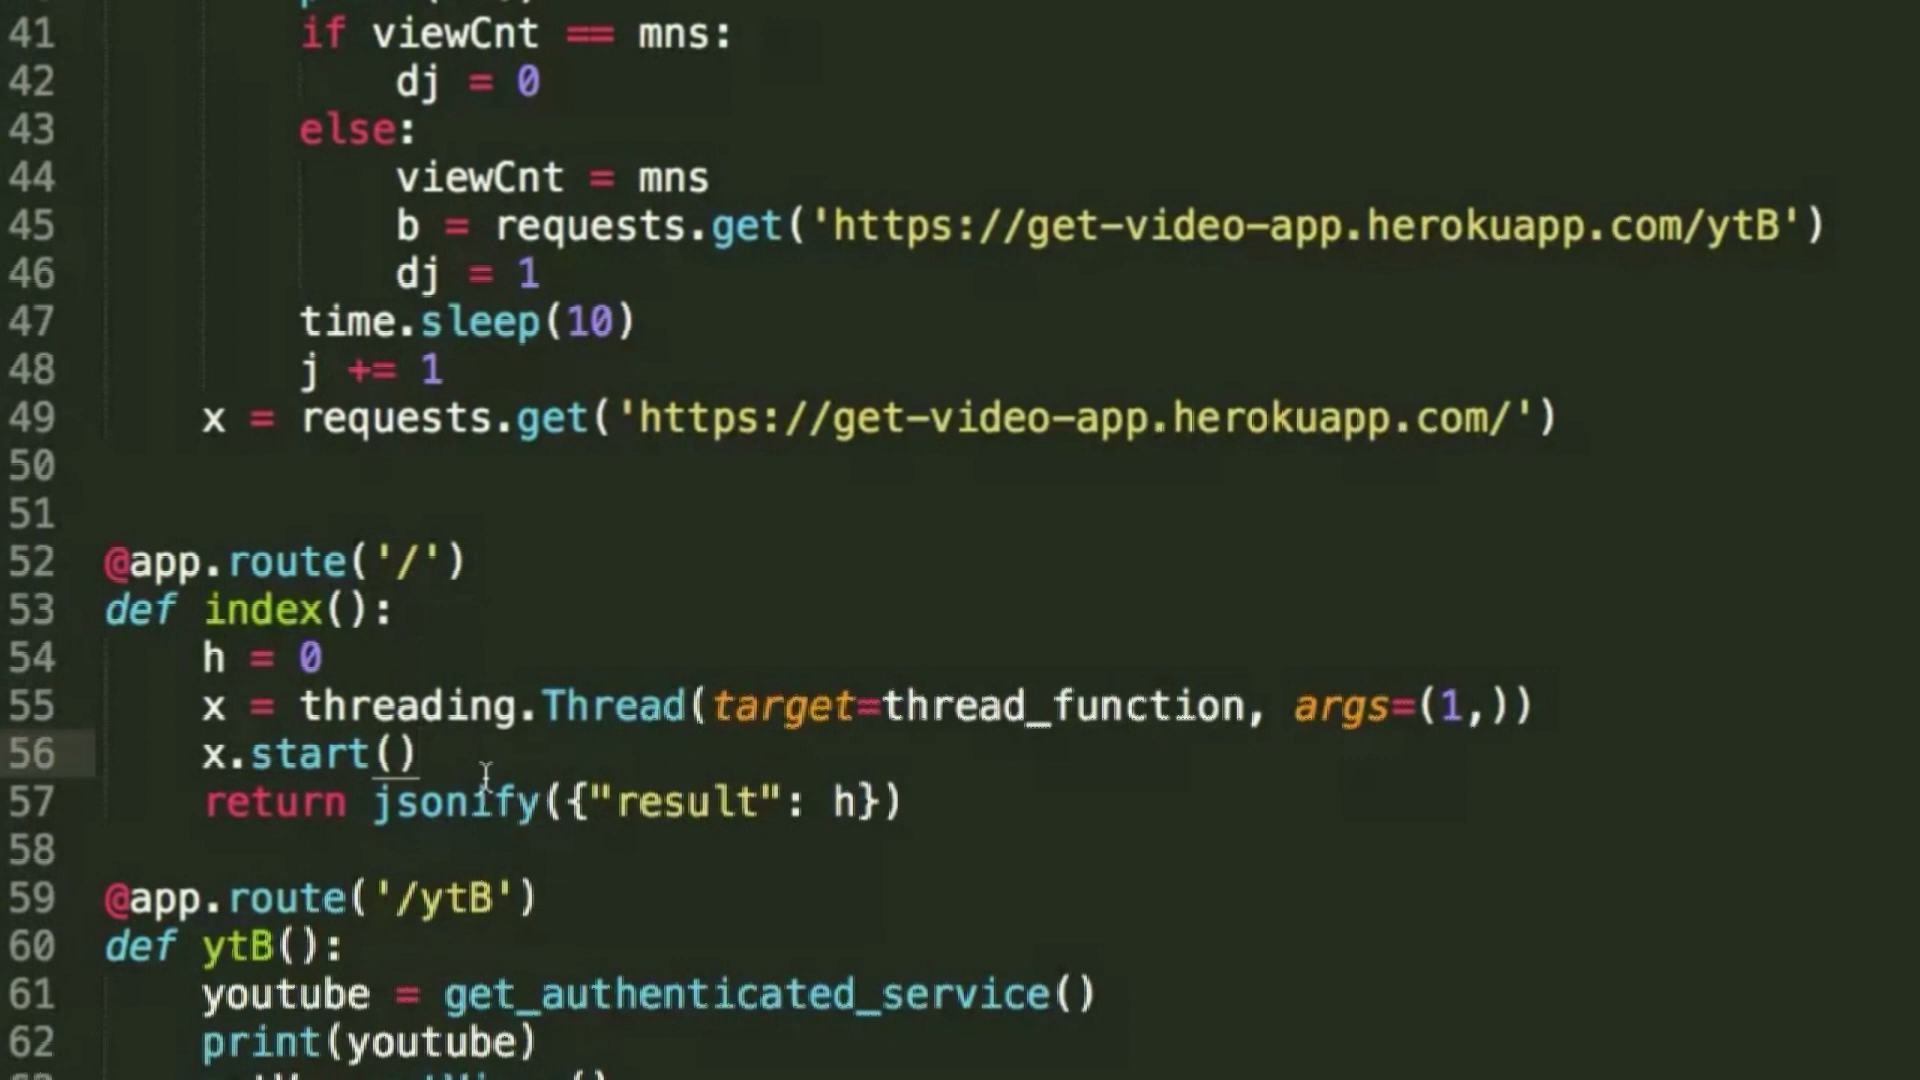 41 if viewCnt == mns:
42 dj = 0
43 else:
44 viewCnt = mns
45 b = requests.get('https://get-video-app.herokuapp.com/ytB')
46 dj = 1
47 time.sleep(10)
48 j += 1
49 x = requests.get('https://get-video-app.herokuapp.com/')
50
51
52 @app.route('/')
53 def index():
54 h = 0
55 x = threading.Thread(target=thread_function, args=(1,))
56 x.start()
57 return jsonify({"result": h})
58
59 @app.route('/ytB')
60 def ytB():
61 youtube = get_authenticated_service()
62 print(youtube)